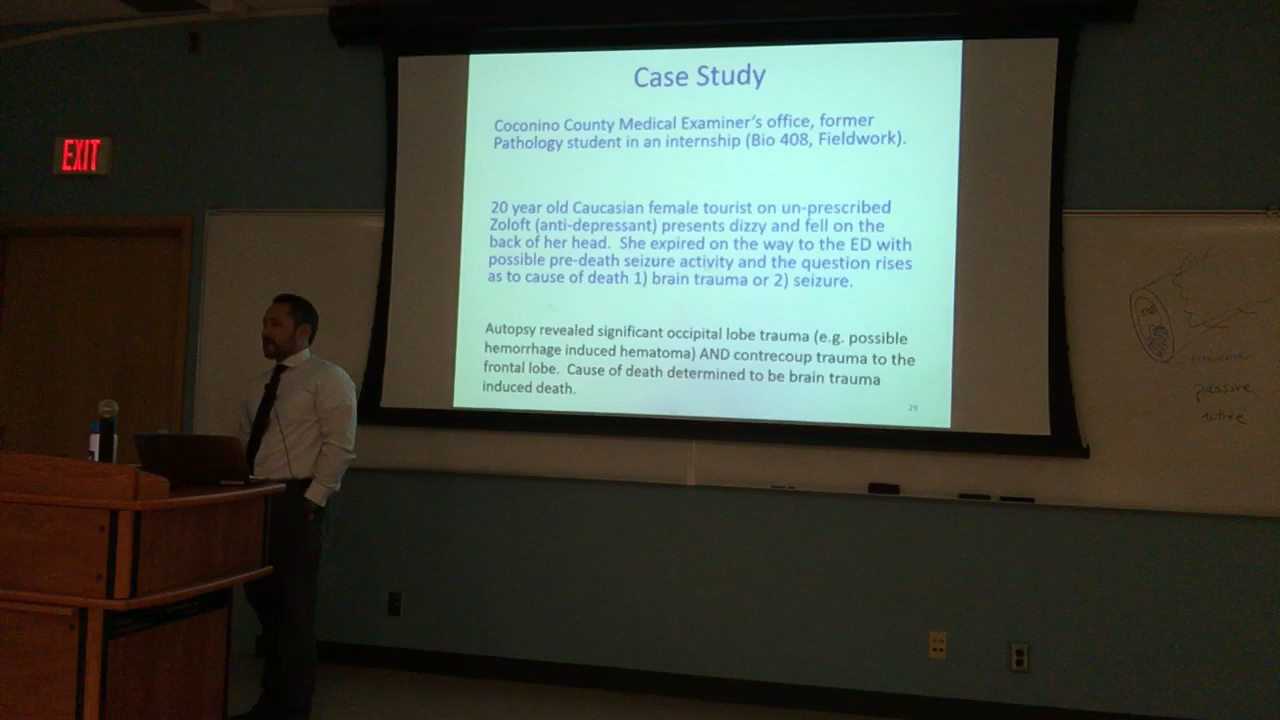 EXIT
Case Study
Coconino County Medical Examiner's office, former
Pathology student in an internship (Bio 408, Fieldwork).
20 year old Caucasian female tourist on un-prescribed
Zoloft (anti-depressant) presents dizzy and fell on the
back of her head.  She expired on the way to the ED with
possible pre-death seizure activity and the question rises
as to cause of death 1) brain trauma or 2) seizure.
Autopsy revealed significant occipital lobe trauma (e.g. possible
hemorrhage induced hematoma) AND contrecoup trauma to the
frontal lobe.  Cause of death determined to be brain trauma
induced death.
29
passive
active